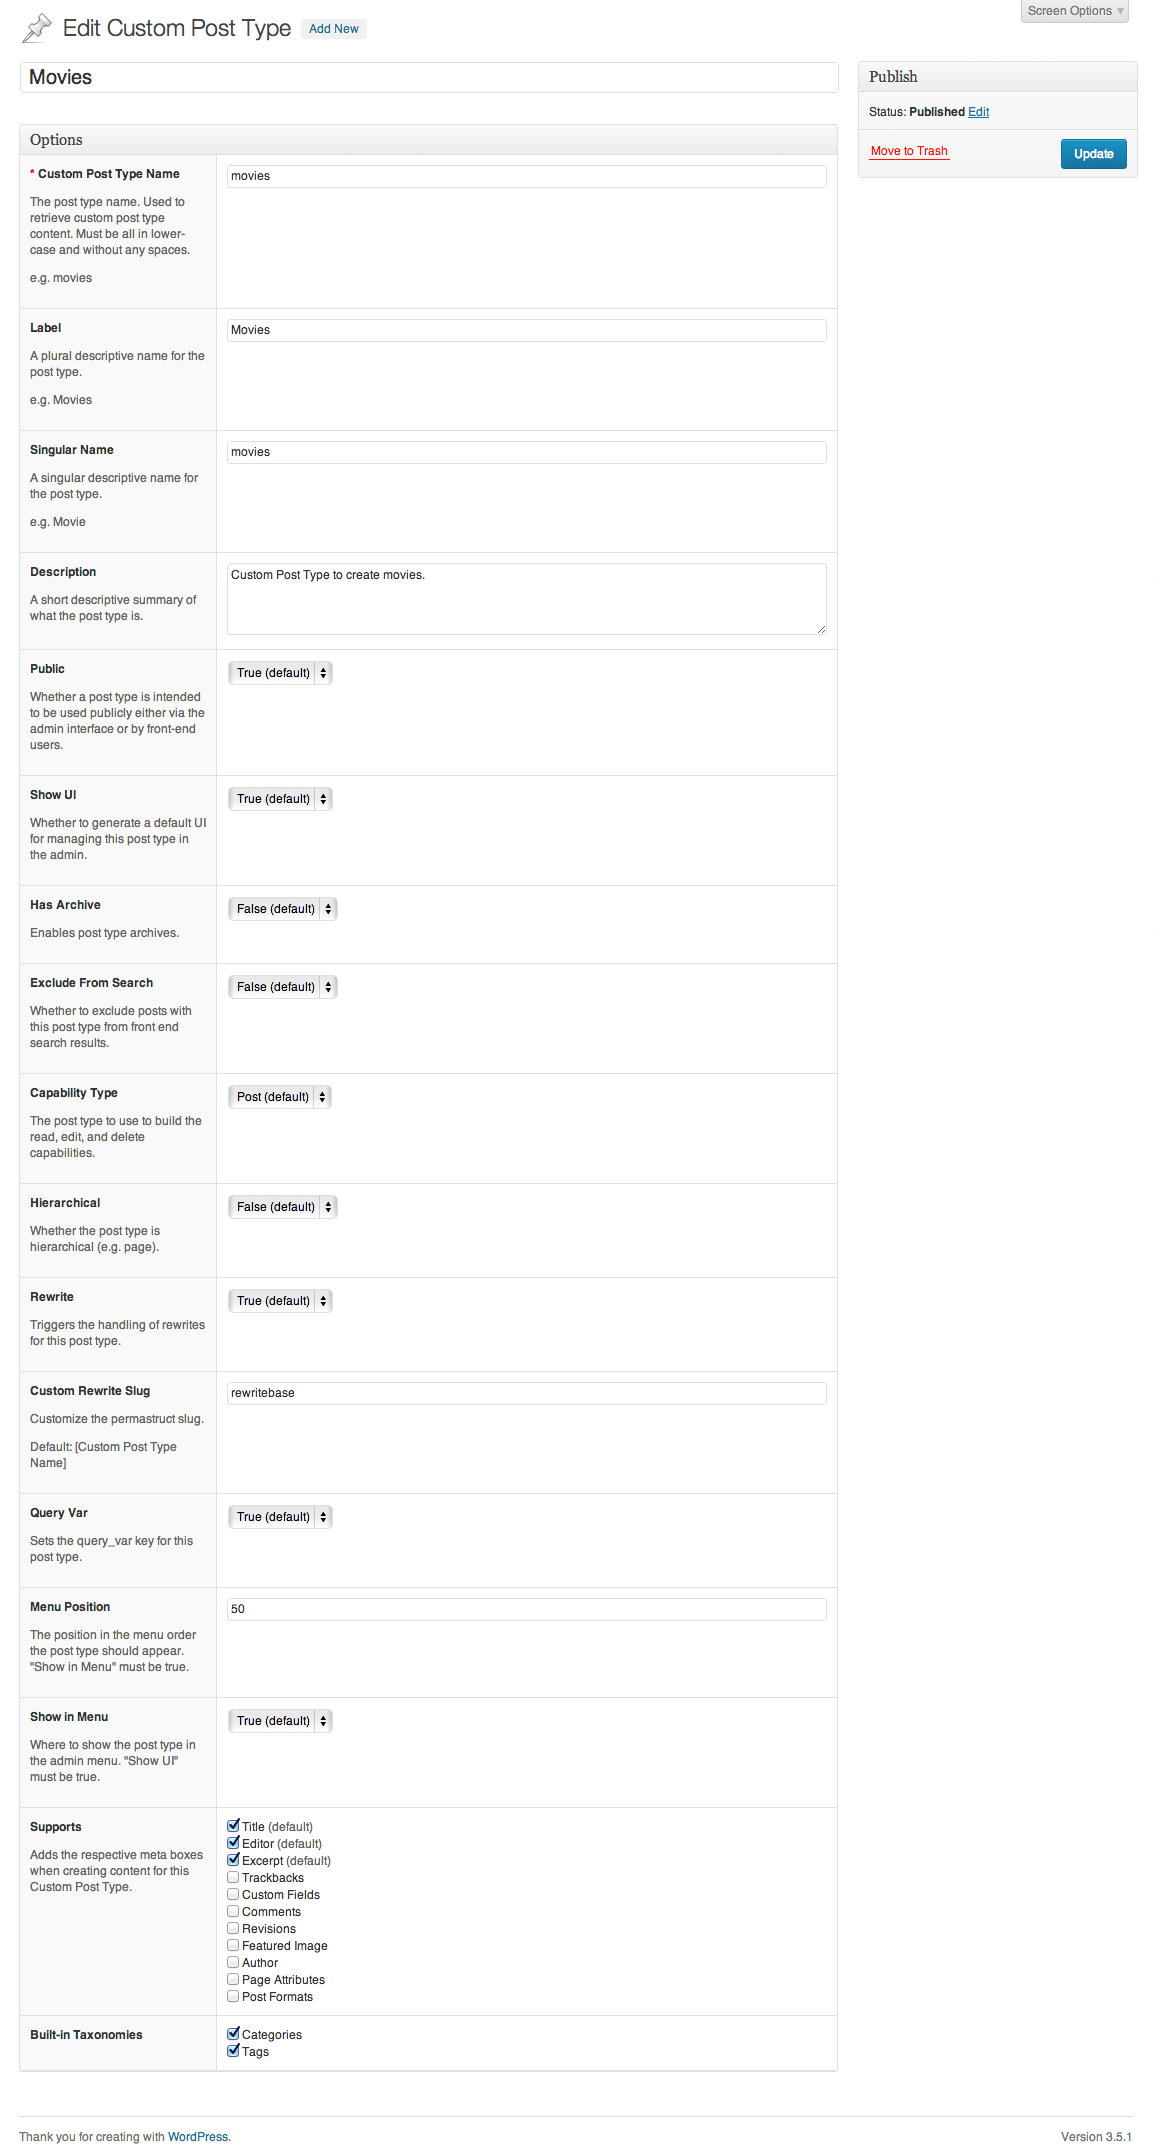 Screen Options
Edit Custom Post Type Add New
Movies
Publish
Status: Published Edit
Move to Trash
Update
Options
* Custom Post Type Name
The post type name. Used to
retrieve custom post type
content. Must be all in lower-
case and without any spaces.
e.g. movies
movies
Label
A plural descriptive name for the
post type.
e.g. Movies
Movies
Singular Name
A singular descriptive name for
the post type.
e.g. Movie
movies
Description
A short descriptive summary of
what the post type is.
Custom Post Type to create movies.
Public
Whether a post type is intended
to be used publicly either via the
admin interface or by front-end
users.
True (default)
Show UI
Whether to generate a default UI
for managing this post type in
the admin.
True (default)
Has Archive
Enables post type archives.
False (default)
Exclude From Search
Whether to exclude posts with
this post type from front end
search results.
False (default)
Capability Type
The post type to use to build the
read, edit, and delete
capabilities.
Post (default)
Hierarchical
Whether the post type is
hierarchical (e.g. page).
False (default)
Rewrite
Triggers the handling of rewrites
for this post type.
True (default)
Custom Rewrite Slug
Customize the permastruct slug.
Default: [Custom Post Type
Name]
rewritebase
Query Var
Sets the query_var key for this
post type.
True (default)
Menu Position
The position in the menu order
the post type should appear.
"Show in Menu" must be true.
50
Show in Menu
Where to show the post type in
the admin menu. "Show UI"
must be true.
True (default)
Supports
Adds the respective meta boxes
when creating content for this
Custom Post Type.
Title (default)
Editor (default)
Excerpt (default)
Trackbacks
Custom Fields
Comments
Revisions
Featured Image
Author
Page Attributes
Post Formats
Built-in Taxonomies
Categories
Tags
Thank you for creating with WordPress.
Version 3.5.1